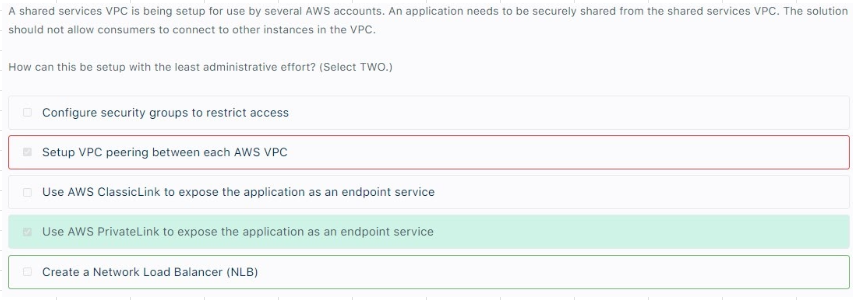 A shared services VPC is being setup for use by several AWS accounts. An application needs to be securely shared from the shared services VPC. The solution
should not allow consumers to connect to other instances in the VPC.
How can this be setup with the least administrative effort? (Select TWO.)
Configure security groups to restrict access
Setup VPC peering between each AWS VPC
Use AWS ClassicLink to expose the application as an endpoint service
Use AWS PrivateLink to expose the application as an endpoint service
Create a Network Load Balancer (NLB)